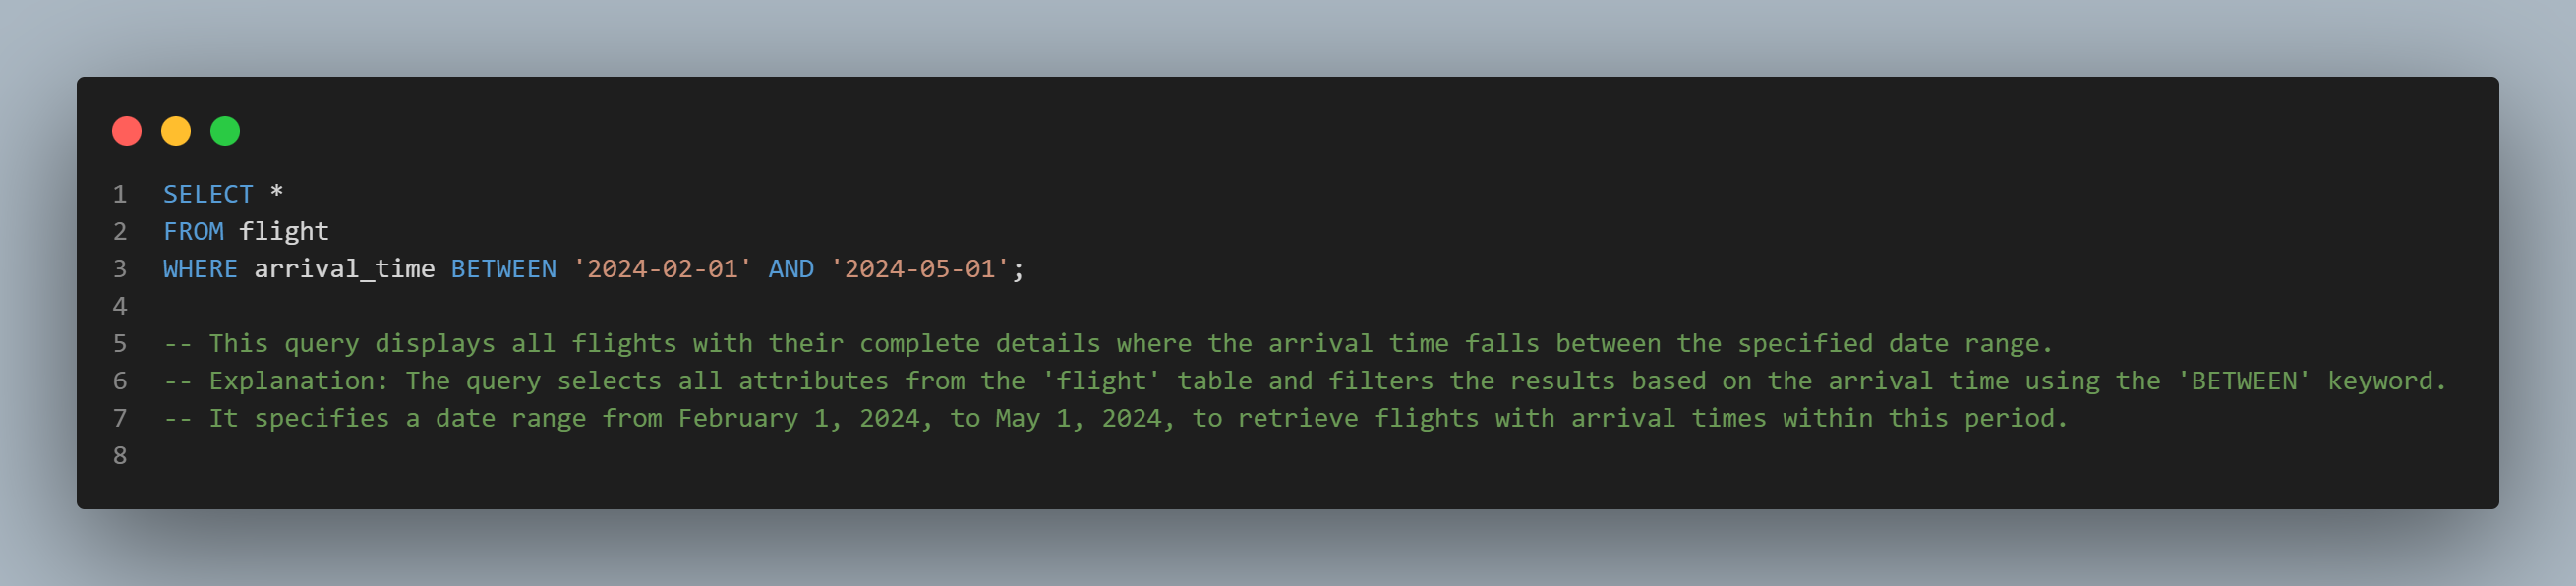 1 SELECT *
2 FROM flight
3 WHERE arrival_time BETWEEN '2024-02-01' AND '2024-05-01';
4
5 -- This query displays all flights with their complete details where the arrival time falls between the specified date range.
6 -- Explanation: The query selects all attributes from the 'flight' table and filters the results based on the arrival time using the 'BETWEEN' keyword.
7 -- It specifies a date range from February 1, 2024, to May 1, 2024, to retrieve flights with arrival times within this period.
8